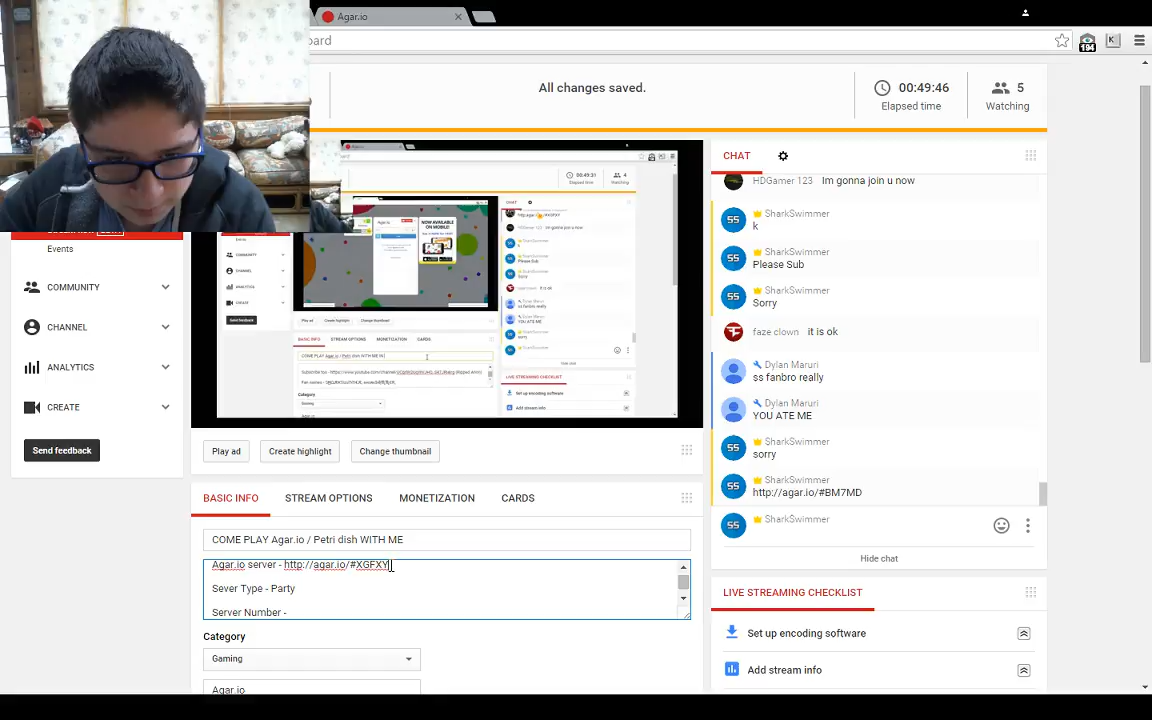 Agar.io
ard
All changes saved.
00:49:46
Elapsed time
5
Watching
194
K
CHAT
HDGamer 123 Im gonna join u now
SharkSwimmer
k
SharkSwimmer
Please Sub
SharkSwimmer
Sorry
faze clown it is ok
Dylan Maruri
ss fanbro really
Dylan Maruri
YOU ATE ME
SharkSwimmer
sorry
SharkSwimmer
http://agar.io/#BM7MD
SharkSwimmer
Hide chat
Events
COMMUNITY
CHANNEL
ANALYTICS
CREATE
Send feedback
Play ad
Create highlight
Change thumbnail
BASIC INFO
STREAM OPTIONS
MONETIZATION
CARDS
COME PLAY Agar.io / Petri dish WITH ME
Agar.io server - http://agar.io/#XGFXY
Sever Type - Party
Server Number -
Category
Gaming
Agar.io
LIVE STREAMING CHECKLIST
Set up encoding software
Add stream info